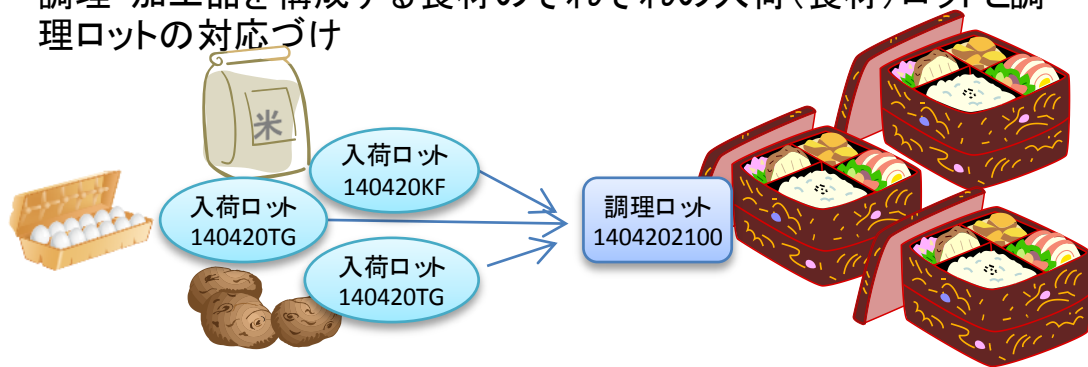 調理・加工品を構成する食材のそれぞれの入荷(食材)ロットと調
理ロットの対応づけ
米
入荷ロット
140420KF
入荷ロット
140420TG
入荷ロット
140420TG
調理ロット
1404202100